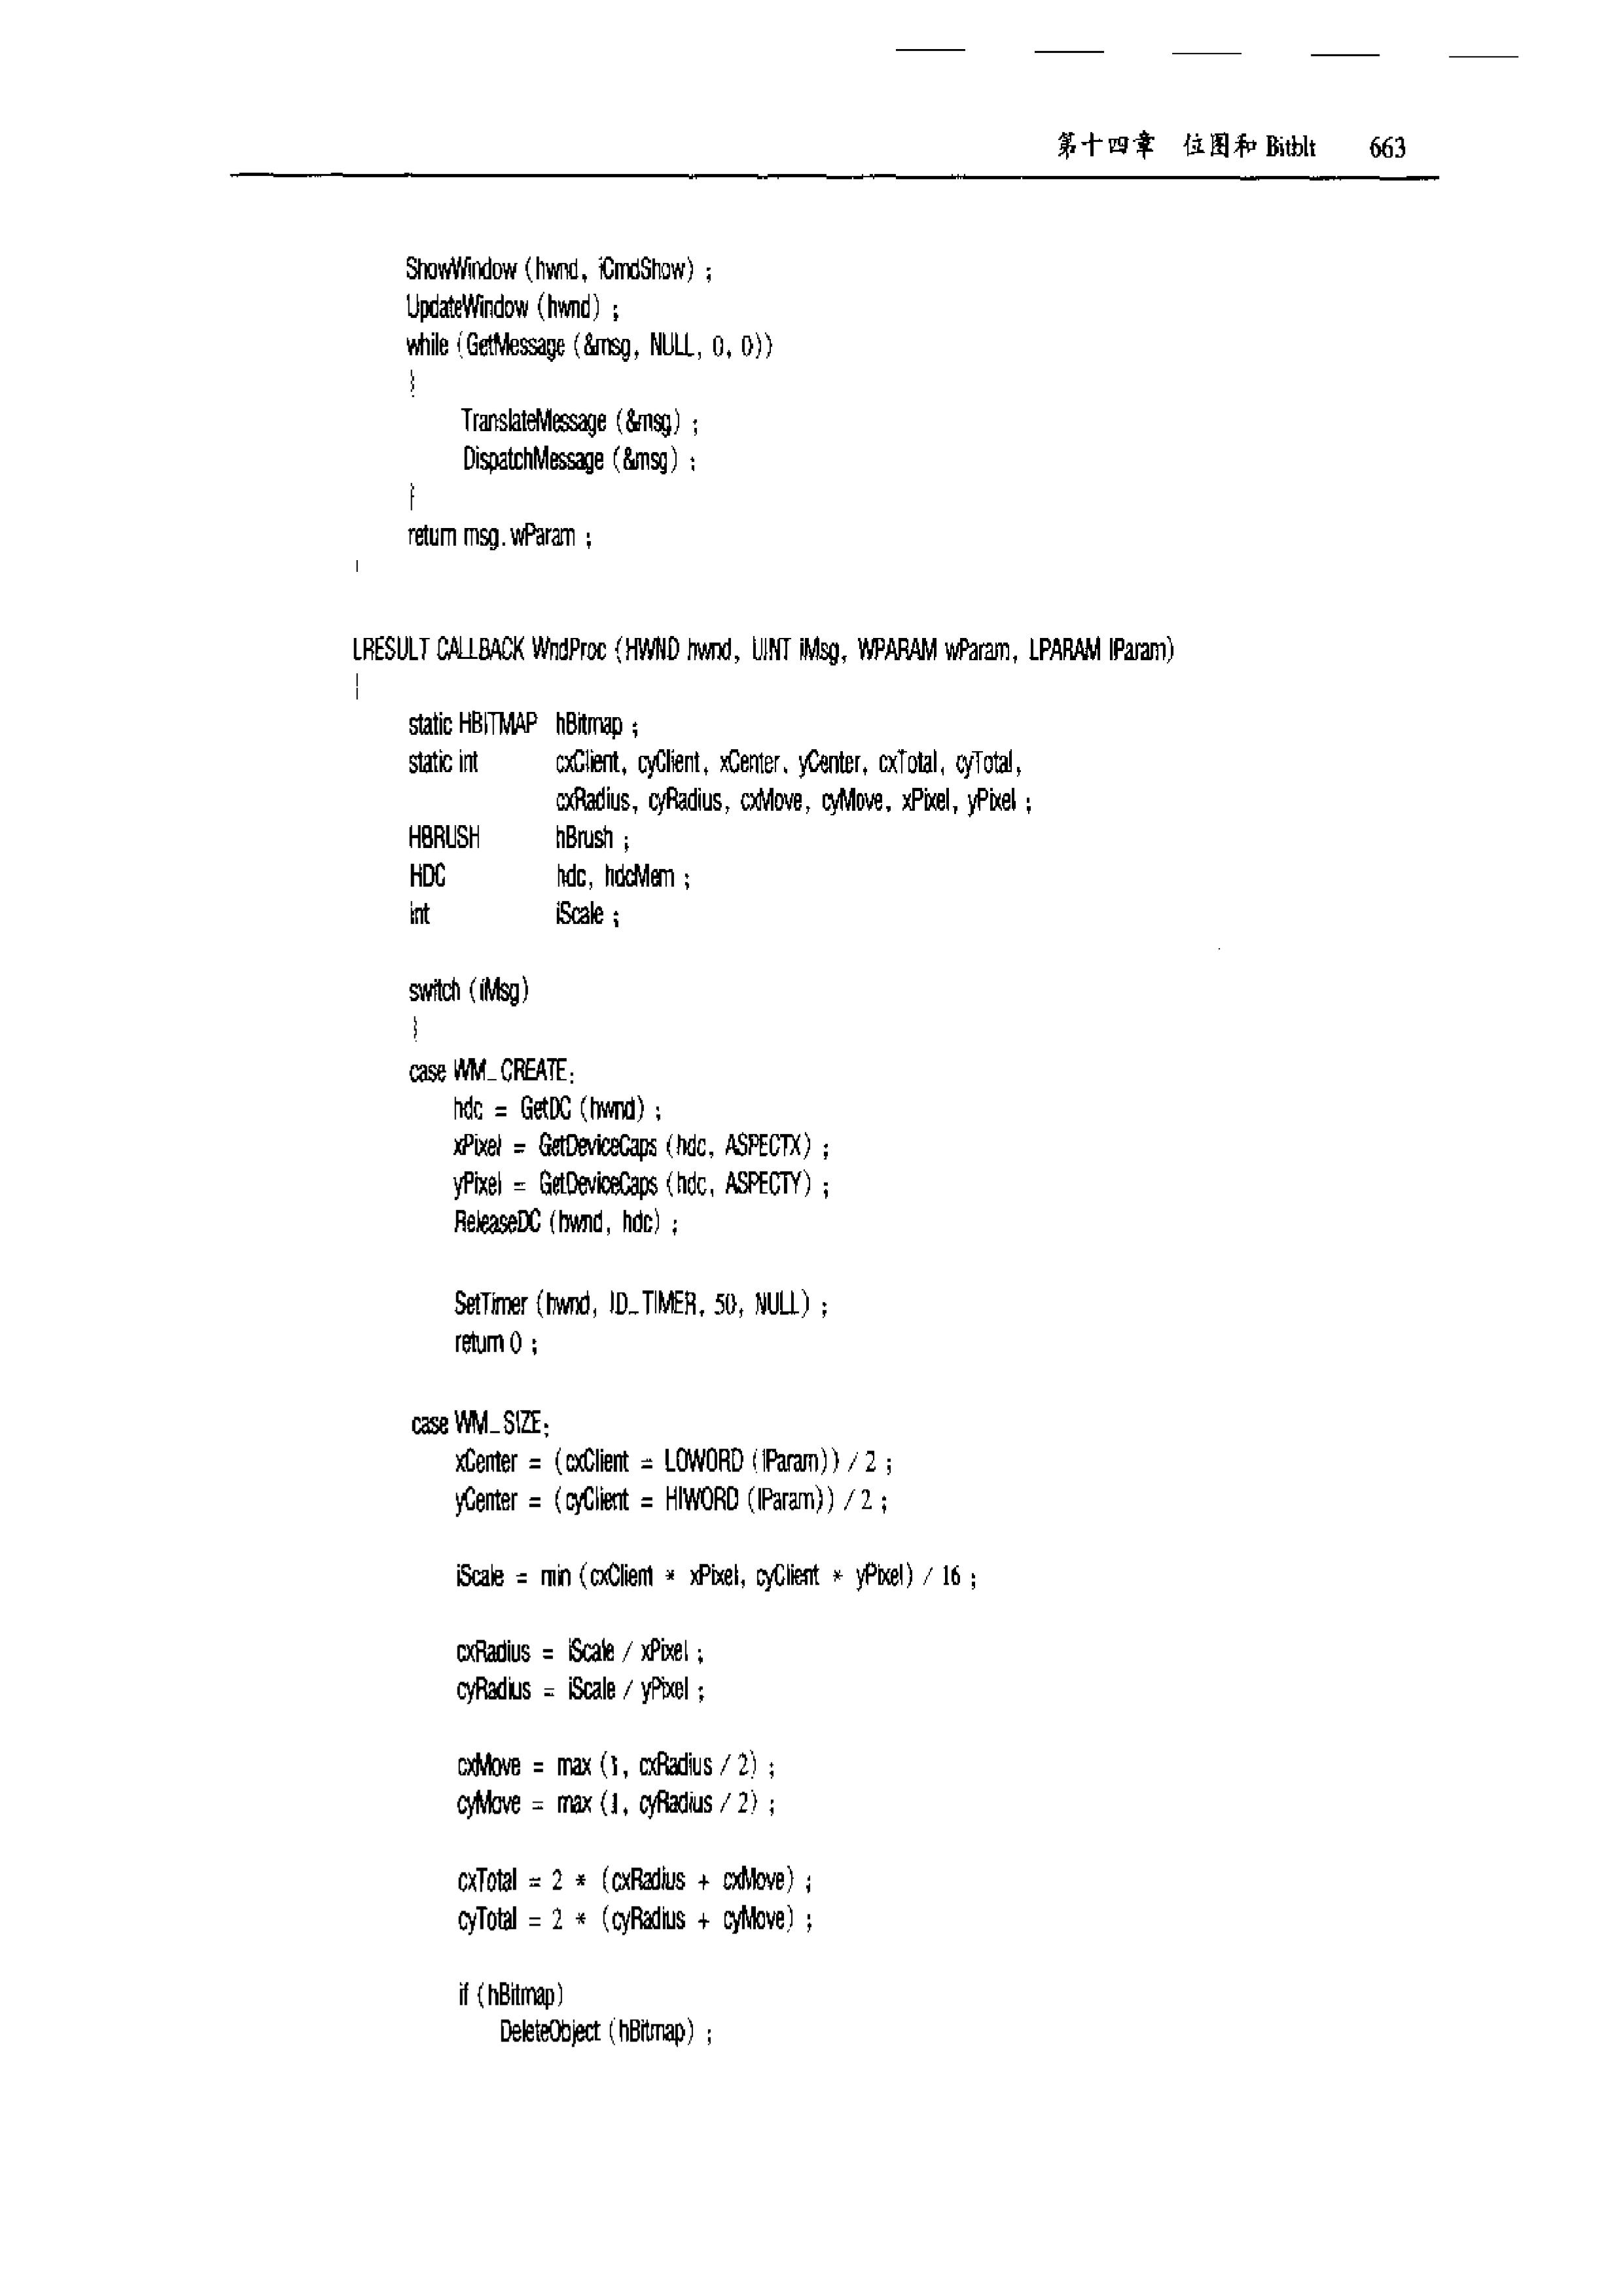 第十四章 位图和 Bitblt 663
ShowWindow (hwnd, iCmdShow) ;
UpdateWindow (hwnd) ;
while (GetMessage (&msg, NULL, 0, 0))
{
TranslateMessage (&msg) ;
DispatchMessage (&msg) ;
}
return msg.wParam ;
}
LRESULT CALLBACK WndProc (HWND hwnd, UINT iMsg, WPARAM wParam, LPARAM lParam)
{
static HBITMAP hBitmap ;
static int cxClient, cyClient, xCenter, yCenter, cxTotal, cyTotal,
cxRadius, cyRadius, cxMove, cyMove, xPixel, yPixel ;
HBRUSH hBrush ;
HDC hdc, hdcMem ;
int iScale ;
switch (iMsg)
{
case WM_CREATE:
hdc = GetDC (hwnd) ;
xPixel = GetDeviceCaps (hdc, ASPECTX) ;
yPixel = GetDeviceCaps (hdc, ASPECTY) ;
ReleaseDC (hwnd, hdc) ;
SetTimer (hwnd, ID_TIMER, 50, NULL) ;
return 0 ;
case WM_SIZE:
xCenter = (cxClient = LOWORD (lParam)) / 2 ;
yCenter = (cyClient = HIWORD (lParam)) / 2 ;
iScale = min (cxClient * xPixel, cyClient * yPixel) / 16 ;
cxRadius = iScale / xPixel ;
cyRadius = iScale / yPixel ;
cxMove = max (1, cxRadius / 2) ;
cyMove = max (1, cyRadius / 2) ;
cxTotal = 2 * (cxRadius + cxMove) ;
cyTotal = 2 * (cyRadius + cyMove) ;
if (hBitmap)
DeleteObject (hBitmap) ;